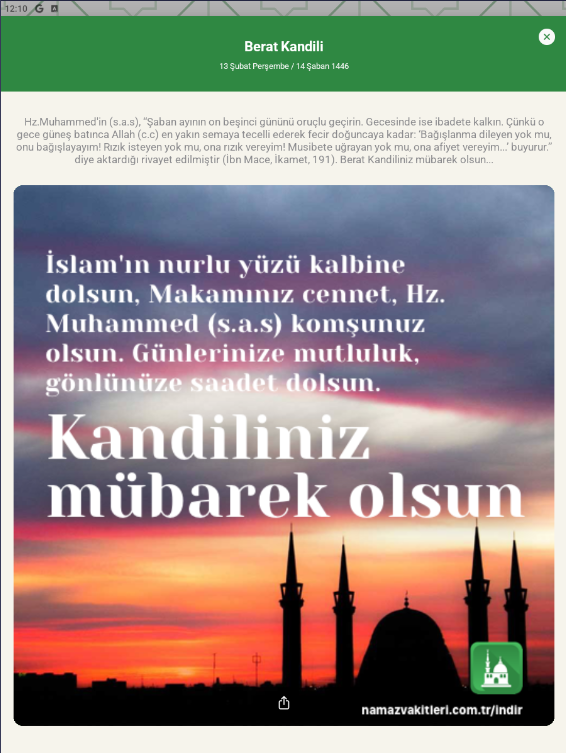 12:10
Berat Kandili
13 Şubat Perşembe / 14 Şaban 1446
Hz.Muhammed'in (s.a.s), “Şaban ayının on beşinci gününü oruçlu geçirin. Gecesinde ise ibadete kalkın. Çünkü o
gece güneş batınca Allah (c.c) en yakın semaya tecelli ederek fecir doğuncaya kadar: ‘Bağışlanma dileyen yok mu,
onu bağışlayayım! Rızık isteyen yok mu, ona rızık vereyim! Musibete uğrayan yok mu, ona afiyet vereyim...’ buyurur.”
diye aktardığı rivayet edilmiştir (İbn Mace, İkamet, 191). Berat Kandiliniz mübarek olsun...
İslam'ın nurlu yüzü kalbine
dolsun, Makamınız cennet, Hz.
Muhammed (s.a.s) komşunuz
olsun. Günlerinize mutluluk,
gönlünüze saadet dolsun.
Kandiliniz
mübarek olsun
namazvakitleri.com.tr/indir